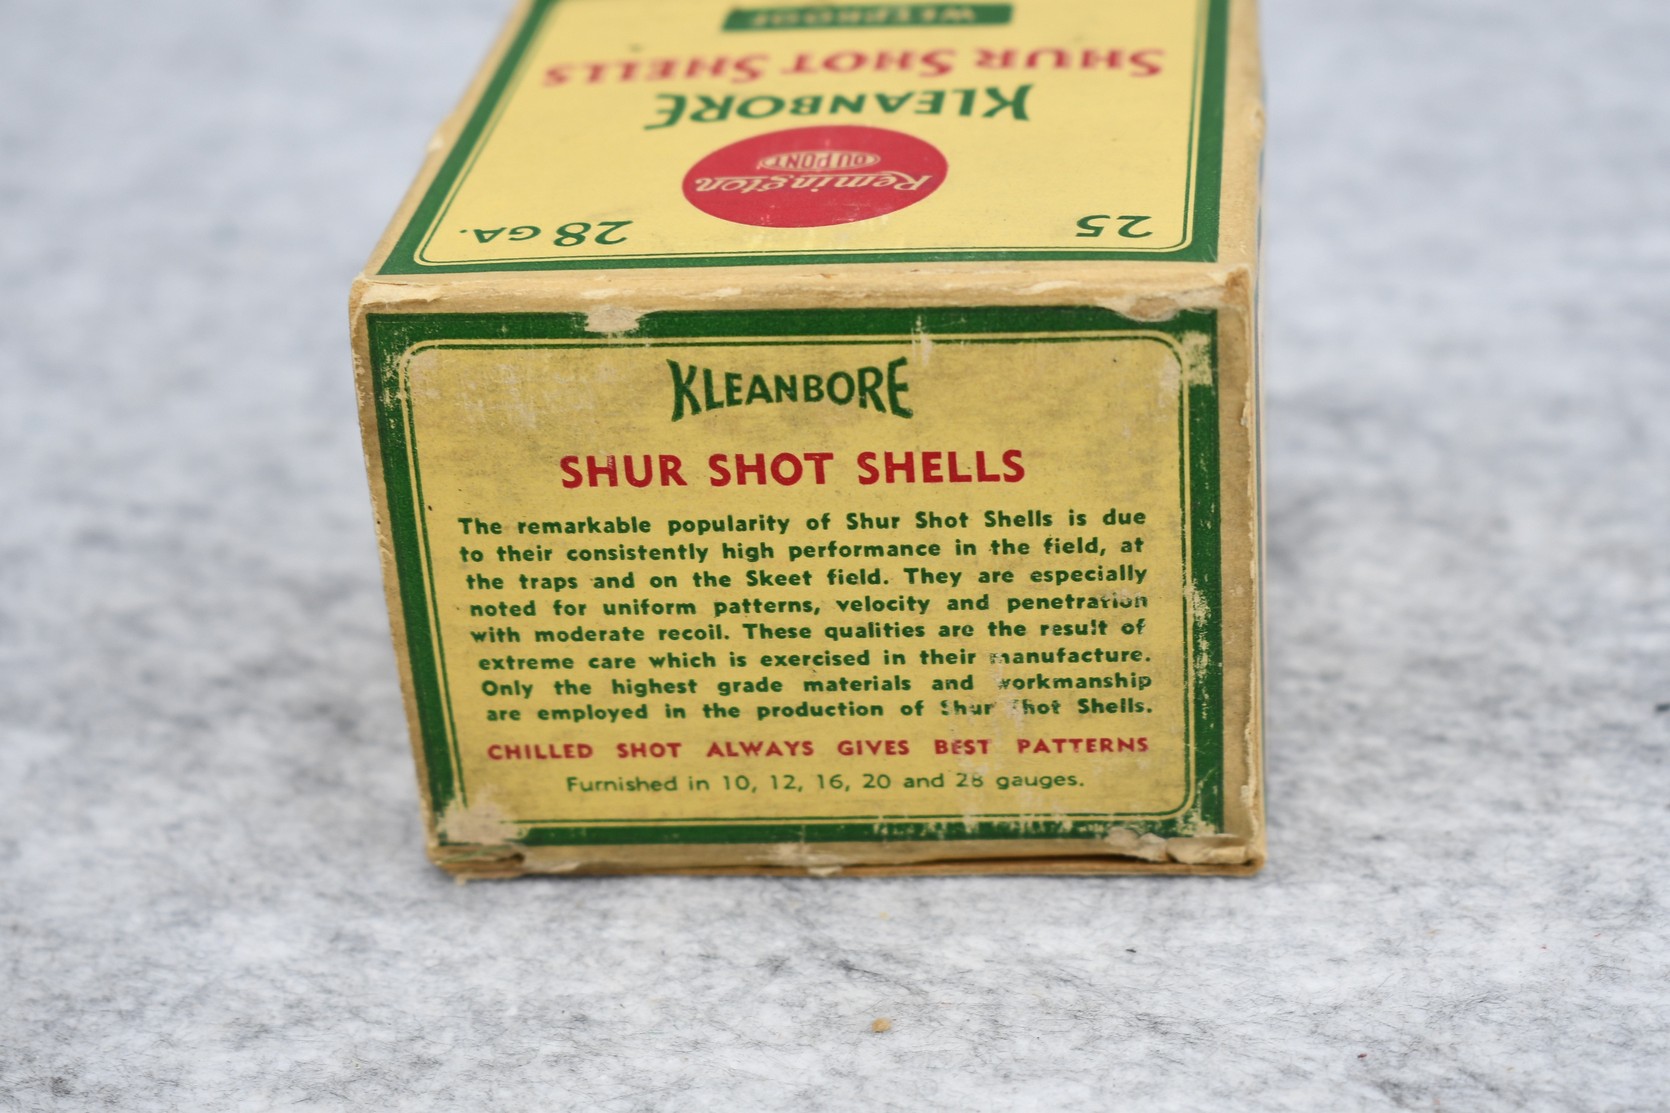 WETPROOF
SHUR SHOT SHELLS
KLEANBORE
Remington
DU PONT
25
28 GA.
KLEANBORE
SHUR SHOT SHELLS
The remarkable popularity of Shur Shot Shells is due
to their consistently high performance in the field, at
the traps and on the Skeet field. They are especially
noted for uniform patterns, velocity and penetration
with moderate recoil. These qualities are the result of
extreme care which is exercised in their manufacture.
Only the highest grade materials and workmanship
are employed in the production of Shur Shot Shells.
CHILLED SHOT ALWAYS GIVES BEST PATTERNS
Furnished in 10, 12, 16, 20 and 28 gauges.